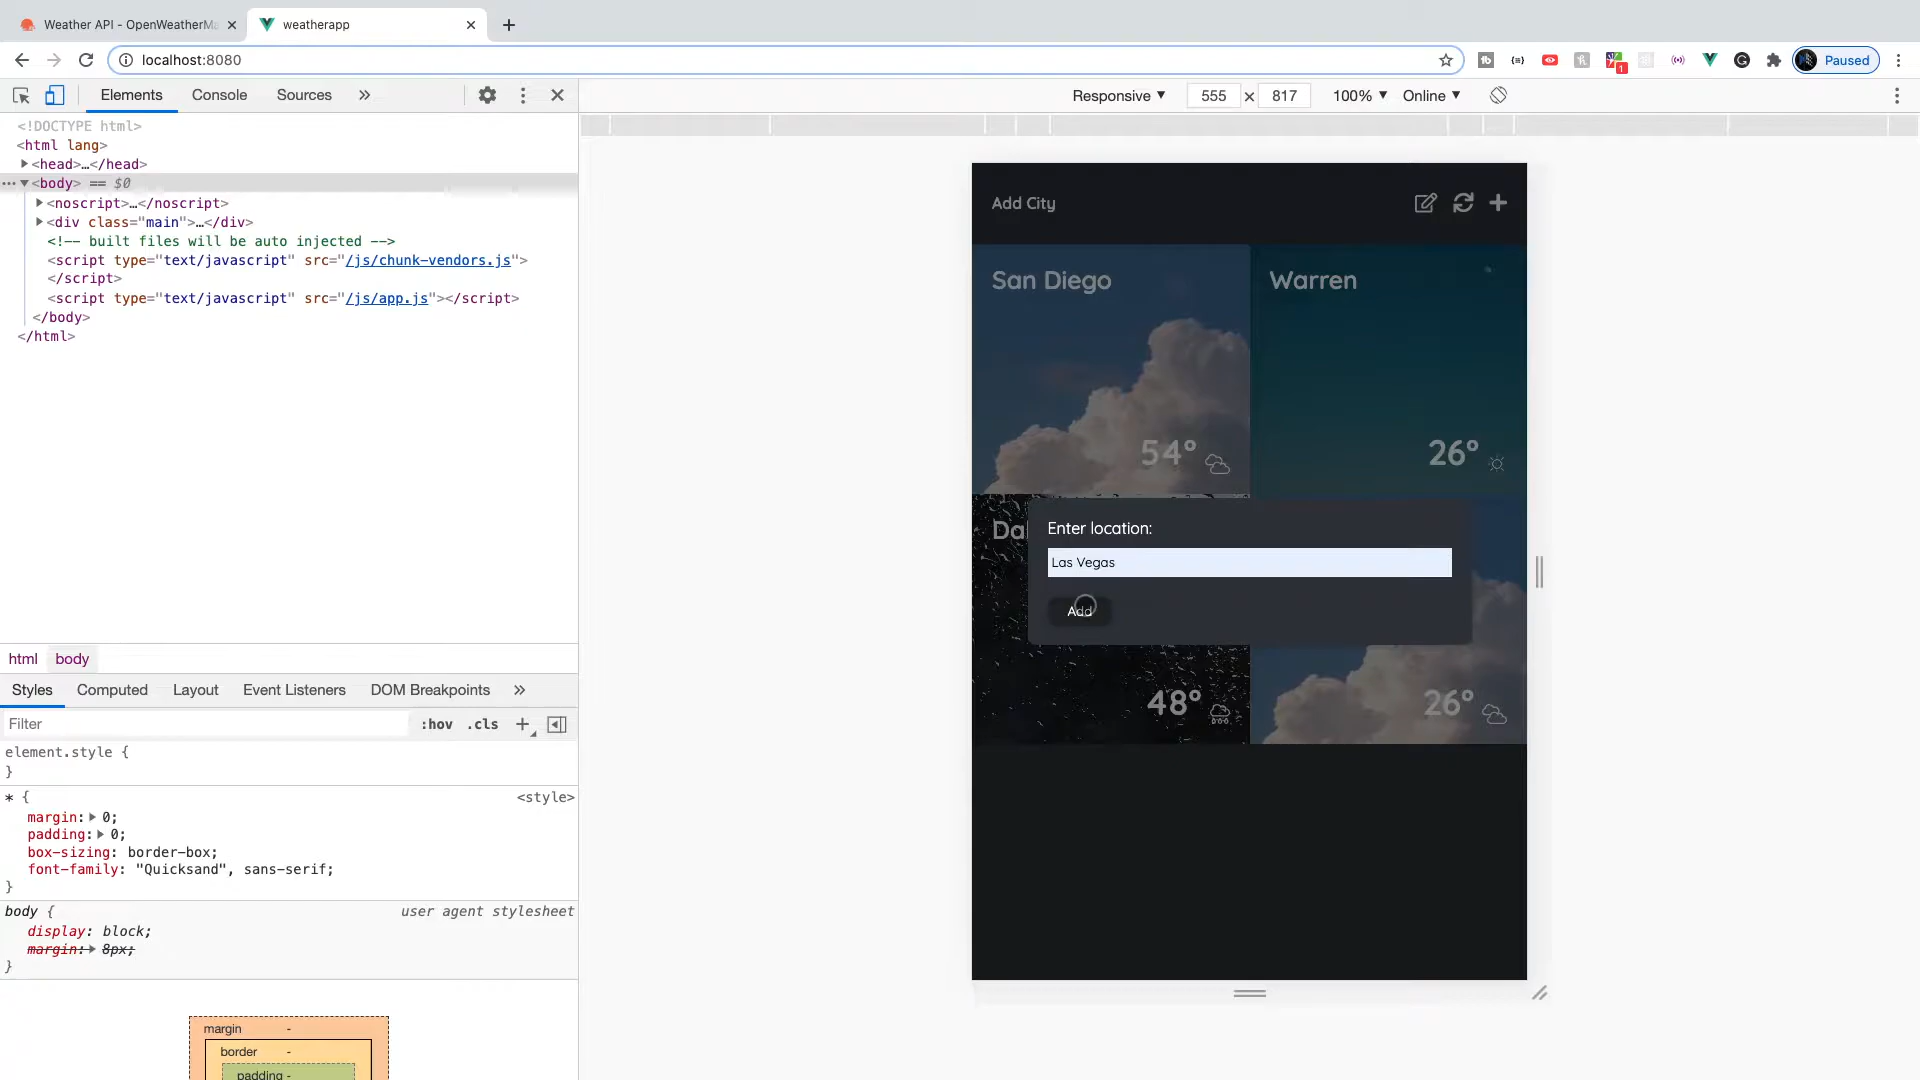 Weather API - OpenWeatherMa
weatherapp
localhost:8080
1
Paused
Elements
Console
Sources
Responsive
555
×
817
100%
Online
<!DOCTYPE html>
<html lang>
<head>…</head>
<body> == $0
<noscript>…</noscript>
<div class="main">…</div>
<!-- built files will be auto injected -->
<script type="text/javascript" src="/js/chunk-vendors.js">
</script>
<script type="text/javascript" src="/js/app.js"></script>
</body>
</html>
html
body
Styles
Computed
Layout
Event Listeners
DOM Breakpoints
Filter
:hov
.cls
element.style {
}
* {
<style>
margin: 0;
padding: 0;
box-sizing: border-box;
font-family: "Quicksand", sans-serif;
}
body {
user agent stylesheet
display: block;
margin: 8px;
}
margin
-
border
-
padding -
Add City
San Diego
Warren
54°
26°
Da
Enter location:
Las Vegas
Add
48°
26°